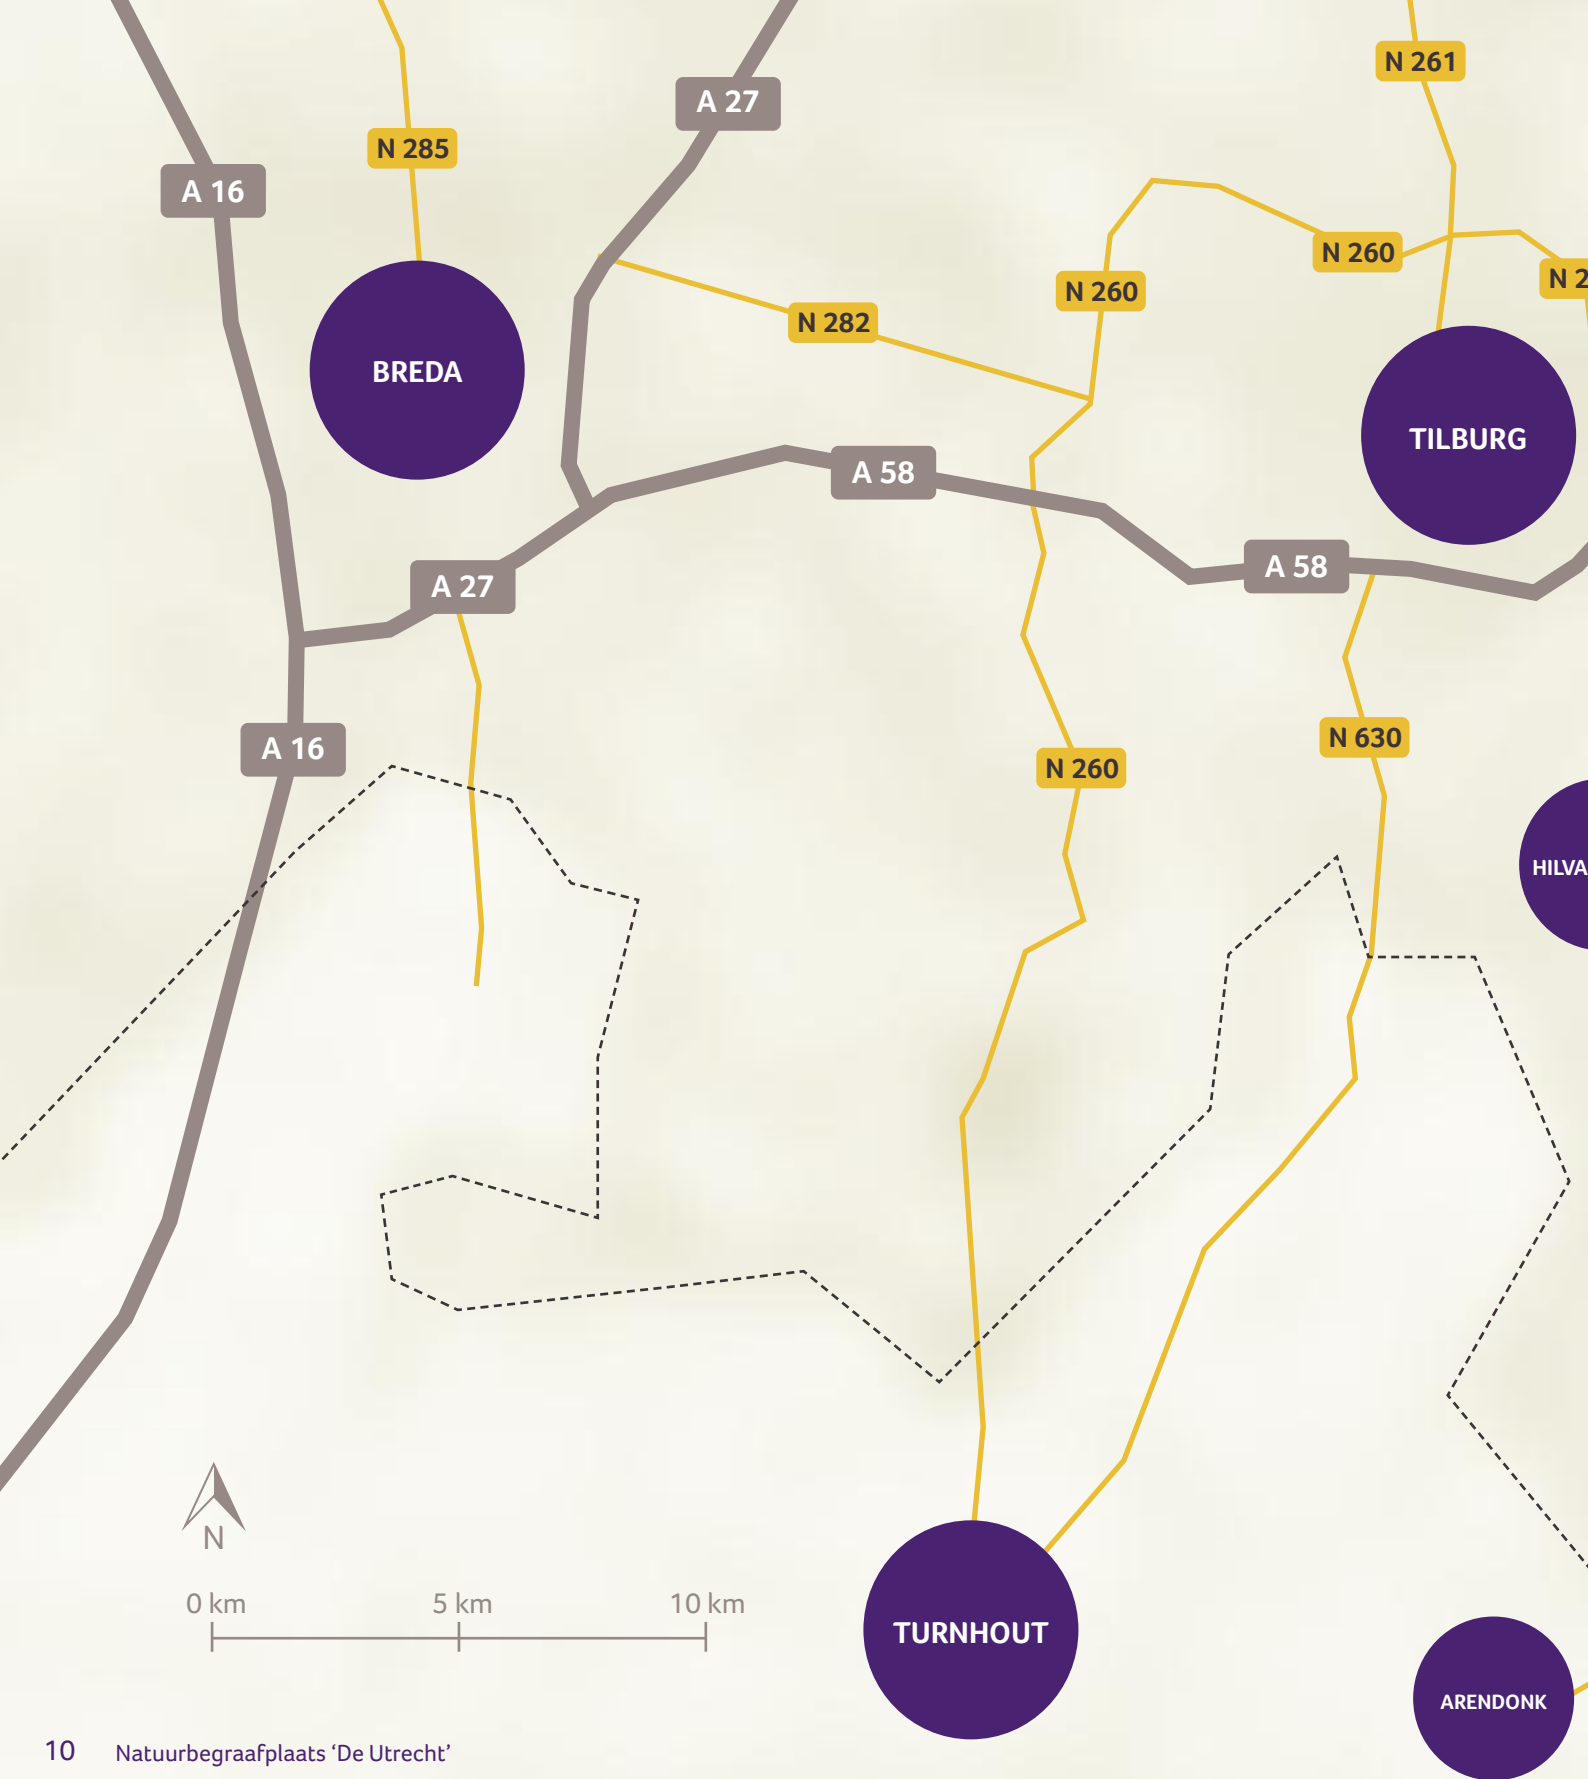 N 261
A 27
N 285
A 16
N 260
N 260
N 2
N 282
BREDA
TILBURG
A 58
A 58
A 27
N 630
A 16
N 260
HILVA
N
0 km 5 km 10 km
TURNHOUT
ARENDONK
10 Natuurbegraafplaats ‘De Utrecht’